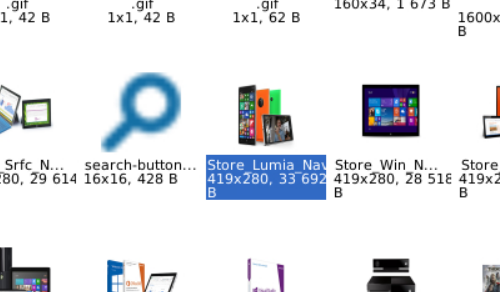 .gif
.gif
.gif
160x34, 1 673 B
1, 42 B
1x1, 42 B
1x1, 62 B
1600x
B
_Srfc_N...
search-button...
Store_Lumia_Nav
Store_Win_N...
Store
280, 29 614
16x16, 428 B
419x280, 33 692
B
419x280, 28 518
B
419x2
B